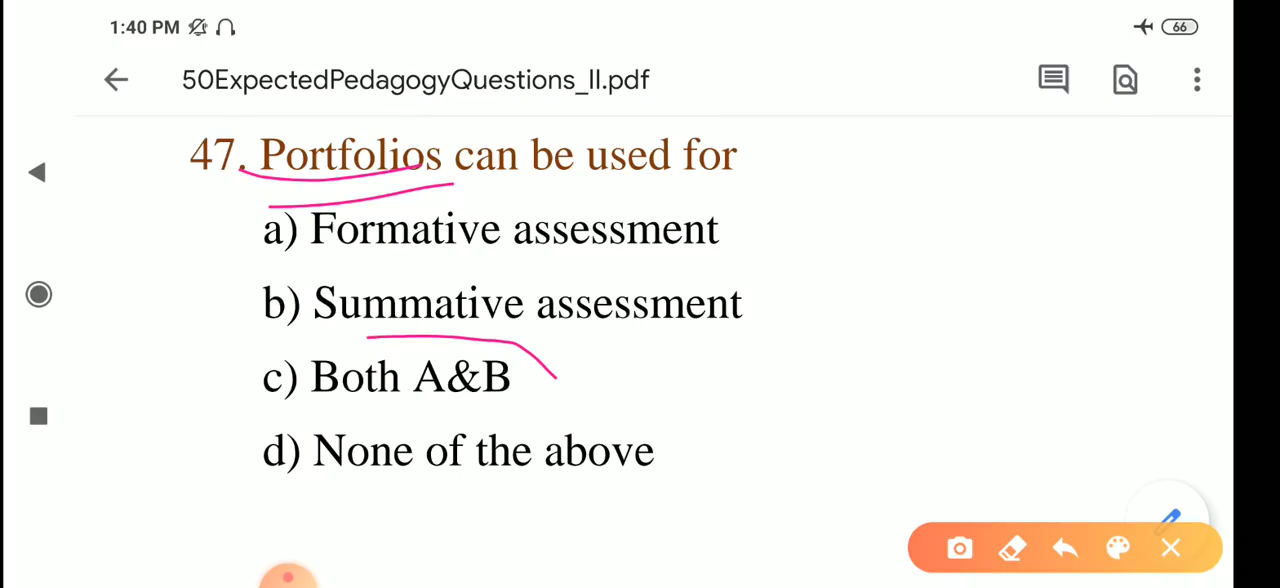 1:40 PM
66
50ExpectedPedagogyQuestions_II.pdf
47. Portfolios can be used for
a) Formative assessment
b) Summative assessment
c) Both A&B
d) None of the above